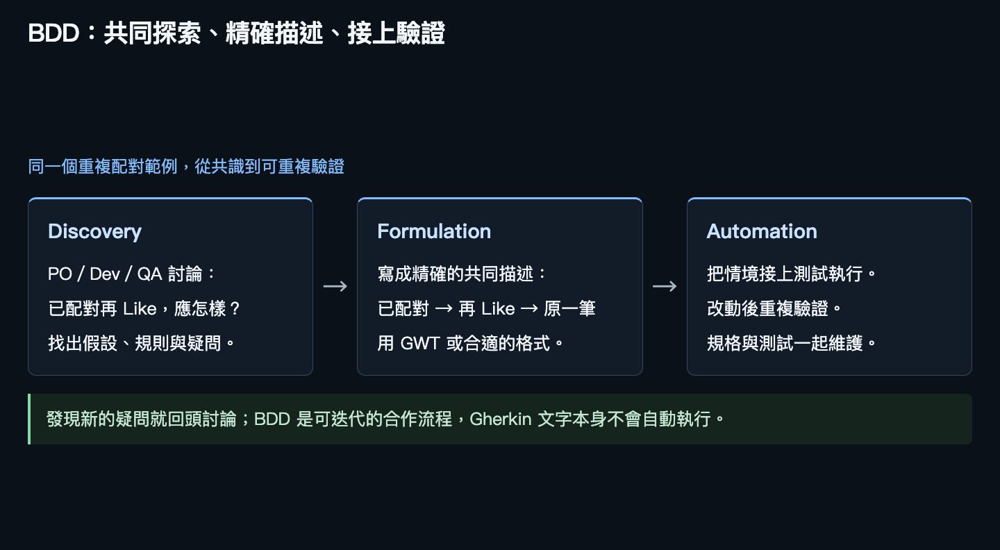 BDD：共同探索、精確描述、接上驗證
同一個重複配對範例，從共識到可重複驗證
Discovery
PO / Dev / QA 討論：
已配對再 Like，應怎樣？
找出假設、規則與疑問。
→
Formulation
寫成精確的共同描述：
已配對 → 再 Like → 原一筆
用 GWT 或合適的格式。
→
Automation
把情境接上測試執行。
改動後重複驗證。
規格與測試一起維護。
發現新的疑問就回頭討論；BDD 是可迭代的合作流程，Gherkin 文字本身不會自動執行。